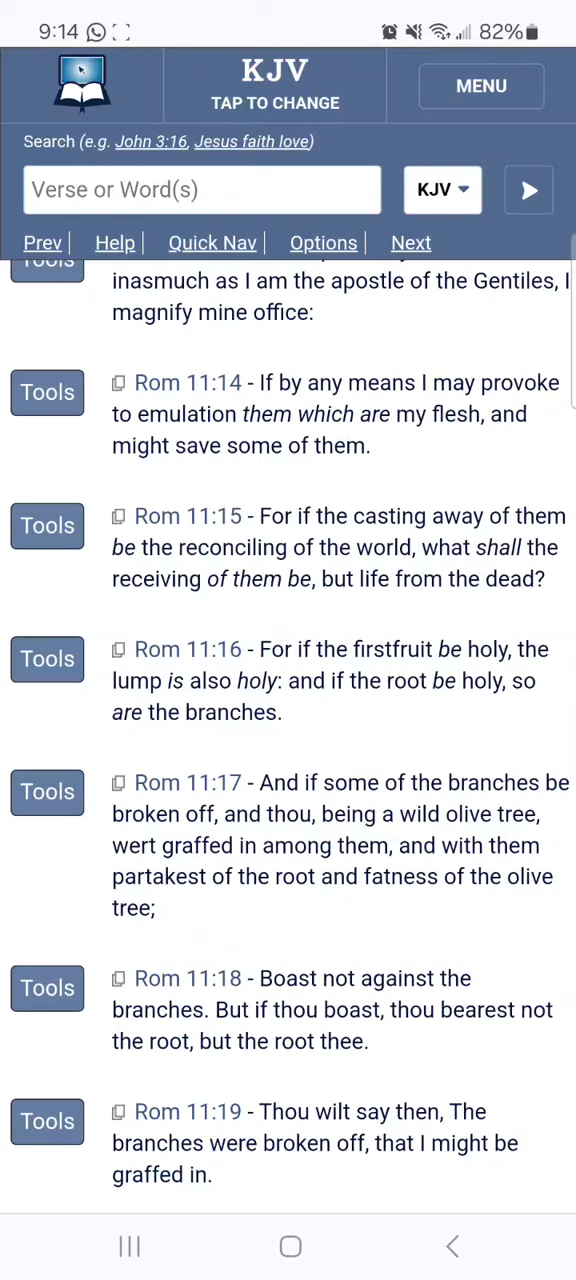 9:14 82%
KJV
TAP TO CHANGE
MENU
Search (e.g. John 3:16, Jesus faith love)
Verse or Word(s)
KJV
Prev| Help| Quick Nav| Options| Next
Tools
inasmuch as I am the apostle of the Gentiles, I
magnify mine office:
Tools
Rom 11:14 - If by any means I may provoke
to emulation them which are my flesh, and
might save some of them.
Tools
Rom 11:15 - For if the casting away of them
be the reconciling of the world, what shall the
receiving of them be, but life from the dead?
Tools
Rom 11:16 - For if the firstfruit be holy, the
lump is also holy: and if the root be holy, so
are the branches.
Tools
Rom 11:17 - And if some of the branches be
broken off, and thou, being a wild olive tree,
wert graffed in among them, and with them
partakest of the root and fatness of the olive
tree;
Tools
Rom 11:18 - Boast not against the
branches. But if thou boast, thou bearest not
the root, but the root thee.
Tools
Rom 11:19 - Thou wilt say then, The
branches were broken off, that I might be
graffed in.